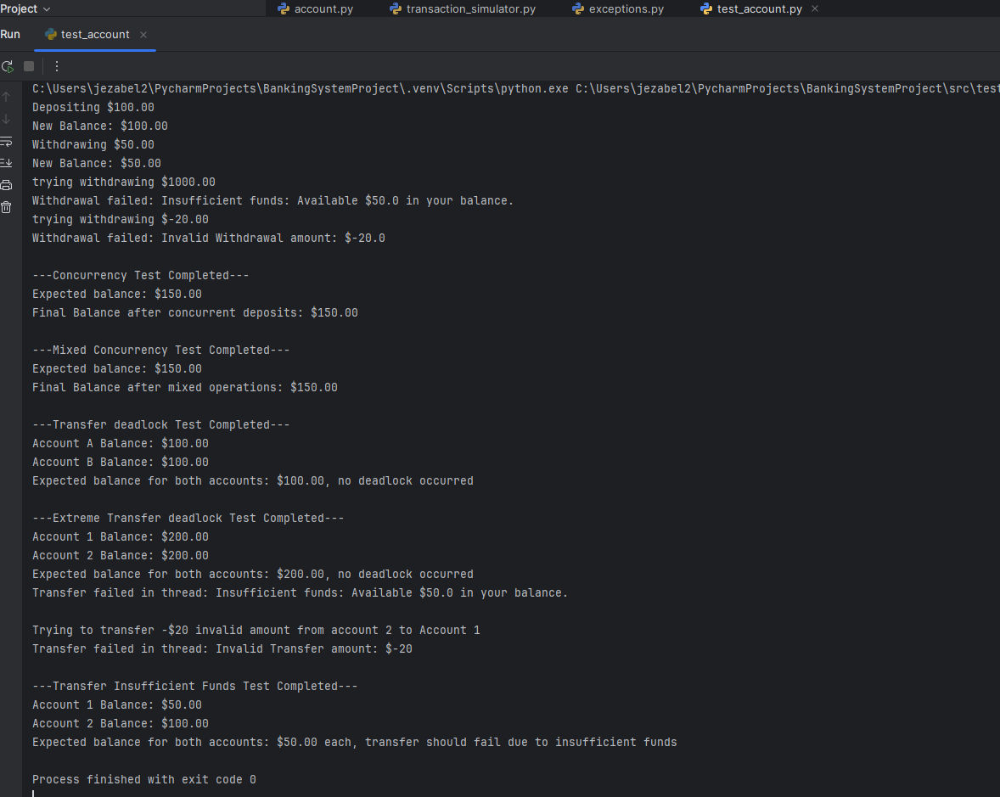 Project
account.py
transaction_simulator.py
exceptions.py
test_account.py
Run
test_account
C:\Users\jezabel2\PycharmProjects\BankingSystemProject\.venv\Scripts\python.exe C:\Users\jezabel2\PycharmProjects\BankingSystemProject\src\test
Depositing $100.00
New Balance: $100.00
Withdrawing $50.00
New Balance: $50.00
trying withdrawing $1000.00
Withdrawal failed: Insufficient funds: Available $50.0 in your balance.
trying withdrawing $-20.00
Withdrawal failed: Invalid Withdrawal amount: $-20.0
---Concurrency Test Completed---
Expected balance: $150.00
Final Balance after concurrent deposits: $150.00
---Mixed Concurrency Test Completed---
Expected balance: $150.00
Final Balance after mixed operations: $150.00
---Transfer deadlock Test Completed---
Account A Balance: $100.00
Account B Balance: $100.00
Expected balance for both accounts: $100.00, no deadlock occurred
---Extreme Transfer deadlock Test Completed---
Account 1 Balance: $200.00
Account 2 Balance: $200.00
Expected balance for both accounts: $200.00, no deadlock occurred
Transfer failed in thread: Insufficient funds: Available $50.0 in your balance.
Trying to transfer -$20 invalid amount from account 2 to Account 1
Transfer failed in thread: Invalid Transfer amount: $-20
---Transfer Insufficient Funds Test Completed---
Account 1 Balance: $50.00
Account 2 Balance: $100.00
Expected balance for both accounts: $50.00 each, transfer should fail due to insufficient funds
Process finished with exit code 0